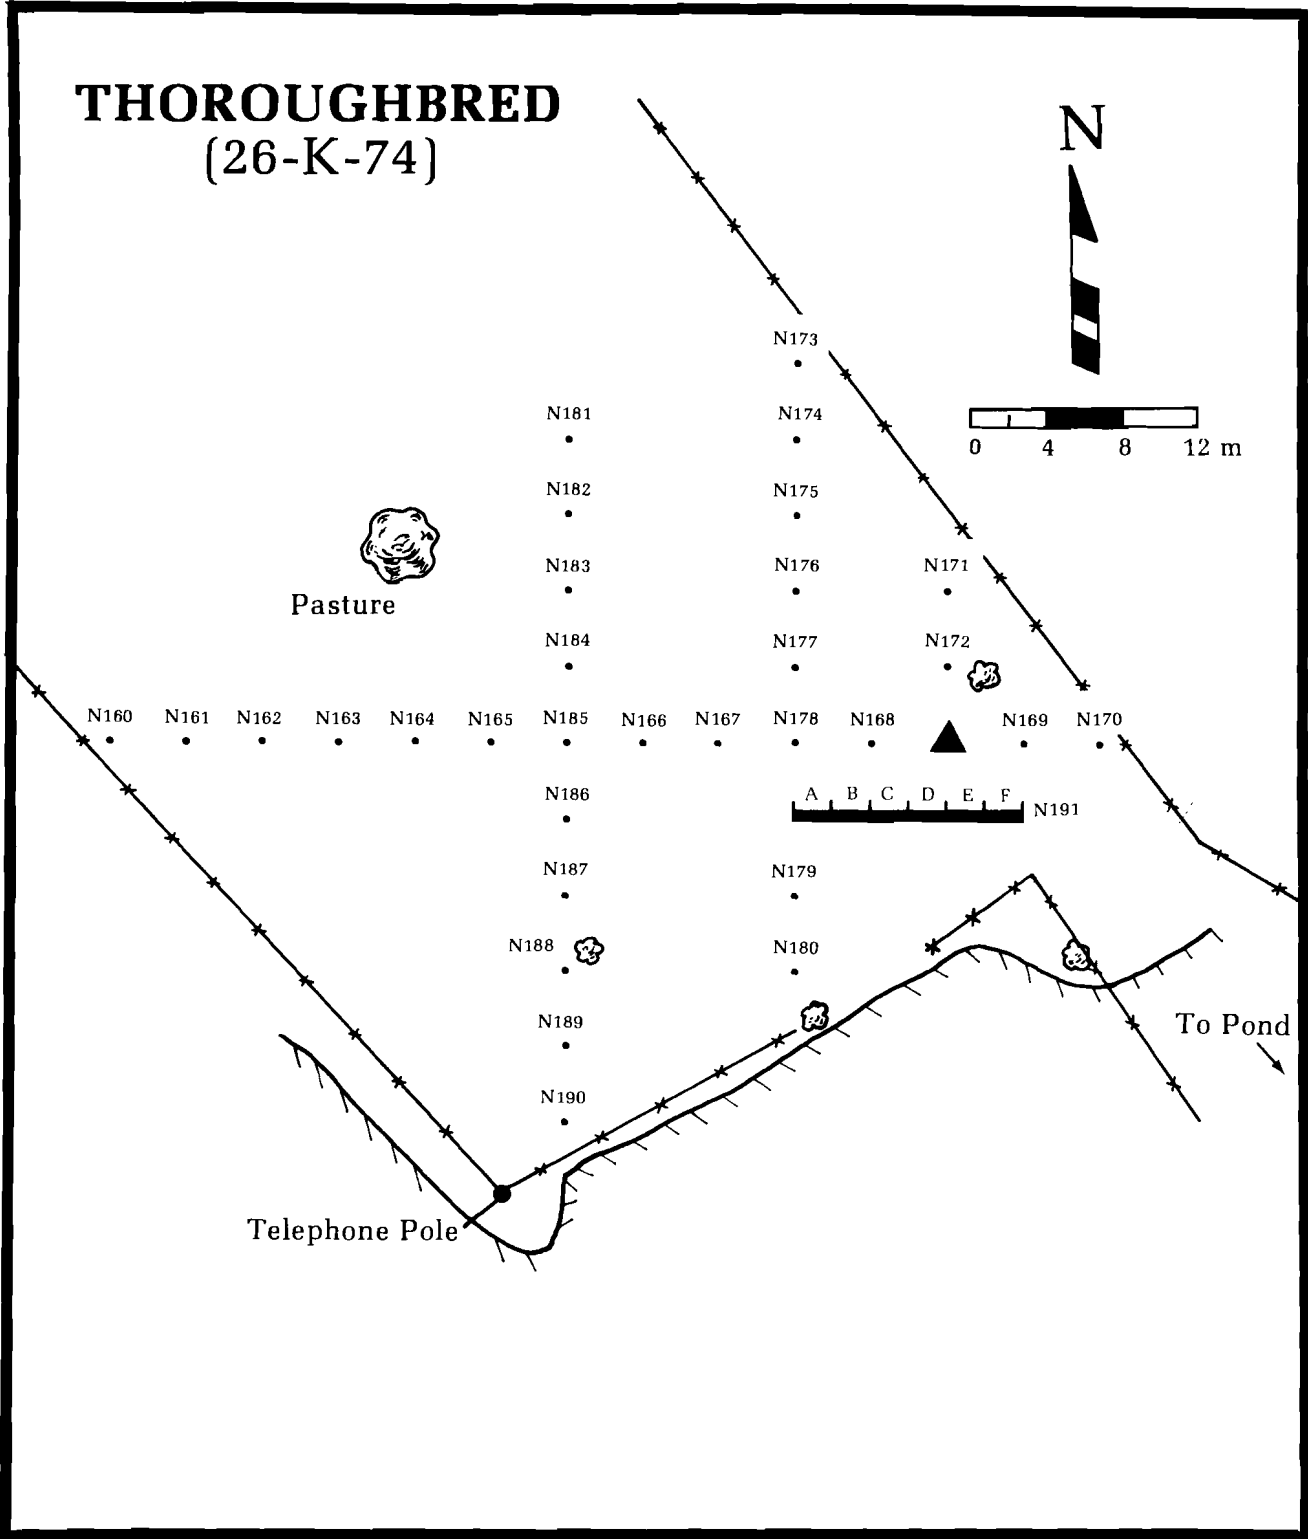 THOROUGHBRED
(26-K-74)
N
0 4 8 12 m
N173
N181 N174
N182 N175
N183 N176 N171
Pasture
N184 N177 N172
N160 N161 N162 N163 N164 N165 N185 N166 N167 N178 N168 N169 N170
N186 A B C D E F N191
N187 N179
N188 N180
N189 To Pond
N190
Telephone Pole